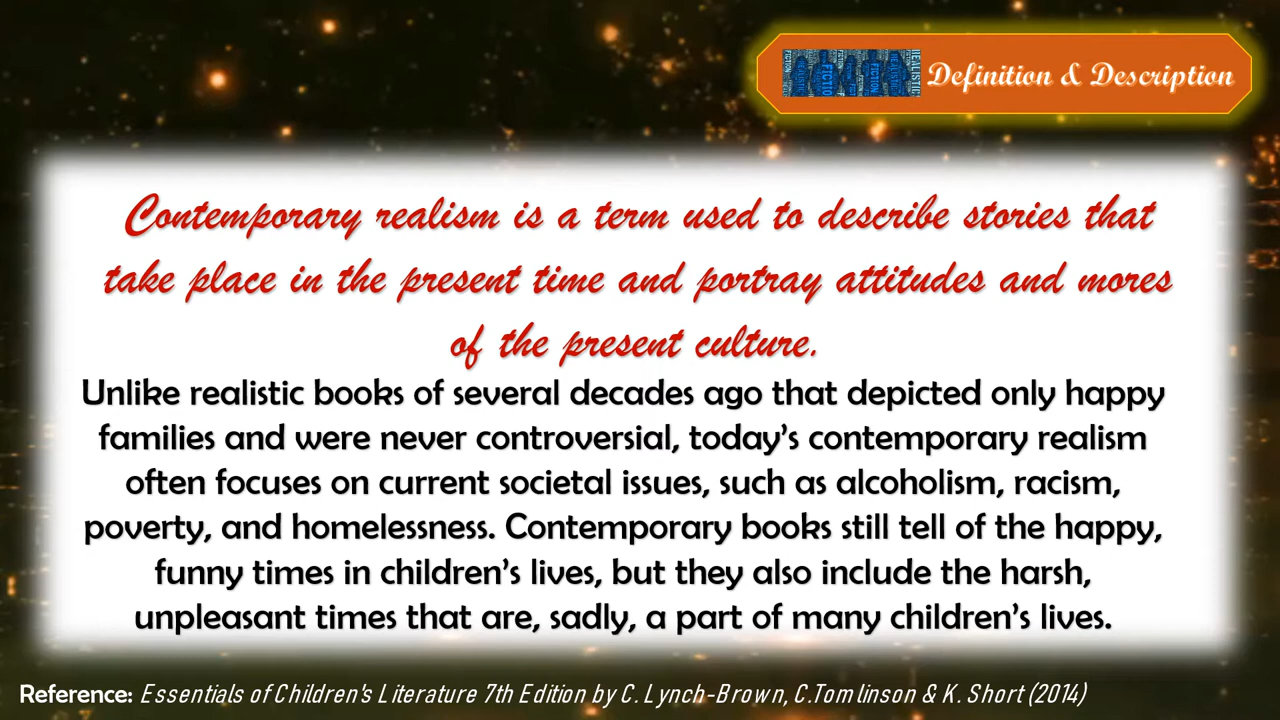 Definition & Description
Contemporary realism is a term used to describe stories that
take place in the present time and portray attitudes and mores
of the present culture.
Unlike realistic books of several decades ago that depicted only happy
families and were never controversial, today's contemporary realism
often focuses on current societal issues, such as alcoholism, racism,
poverty, and homelessness. Contemporary books still tell of the happy,
funny times in children's lives, but they also include the harsh,
unpleasant times that are, sadly, a part of many children's lives.
Reference: Essentials of Children's Literature 7th Edition by C. Lynch-Brown, C.Tomlinson & K. Short (2014)